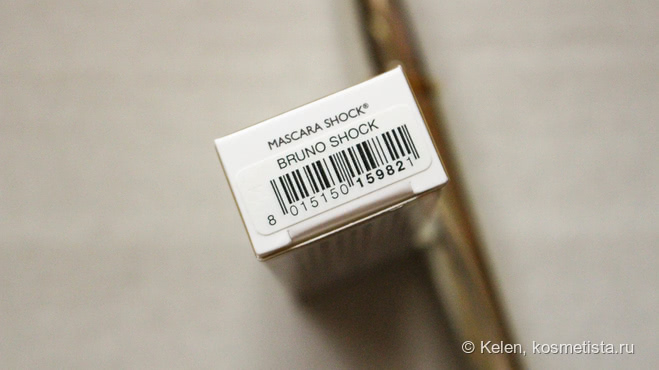 MASCARA SHOCK®
BRUNO SHOCK
8 015150 159821
© Kelen, kosmetista.ru